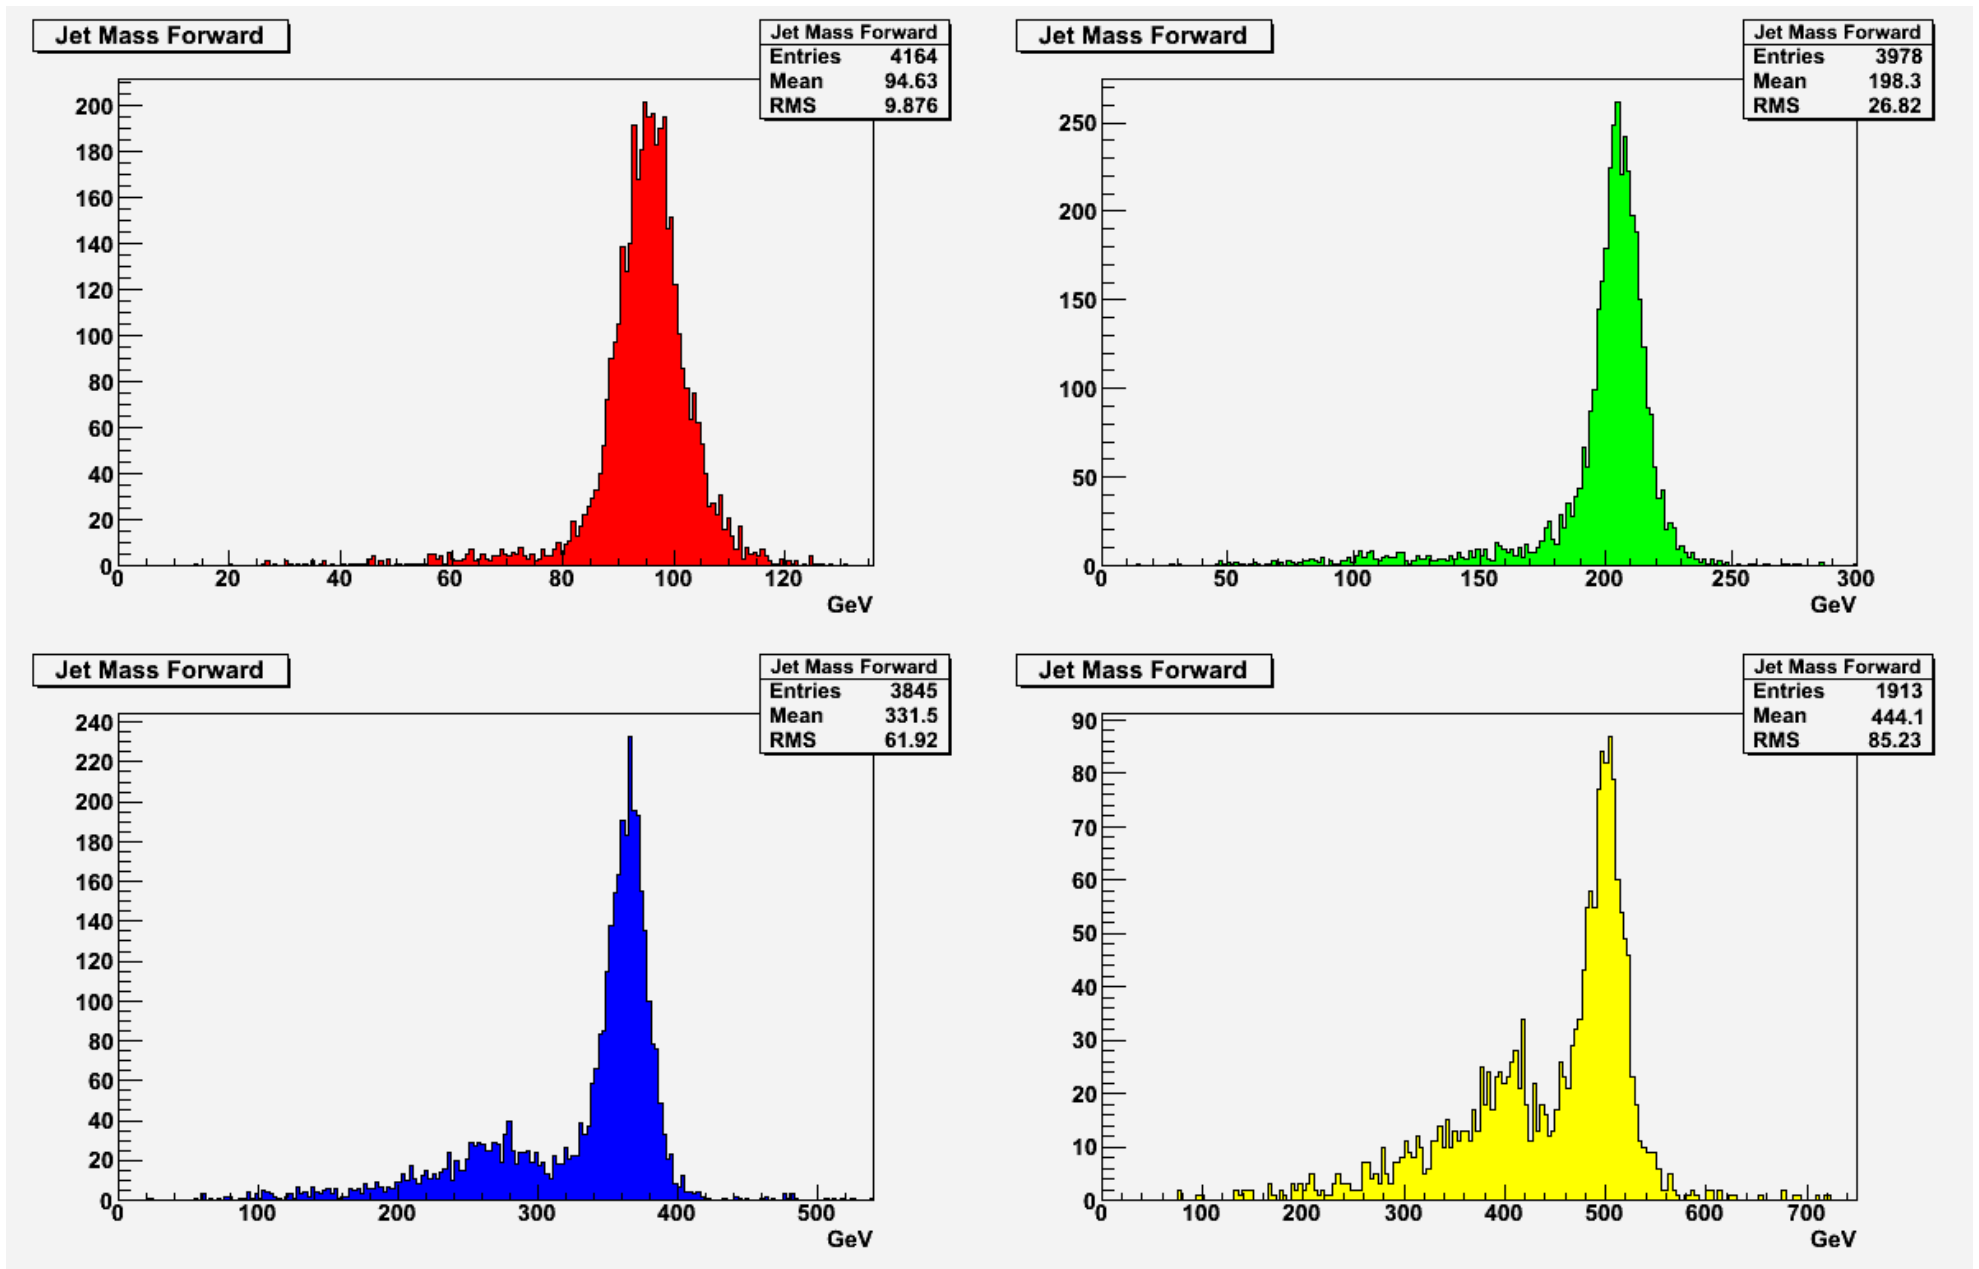 Jet Mass Forward
Jet Mass Forward
Entries 4164
Mean 94.63
RMS 9.876
200
180
160
140
120
100
80
60
40
20
0
0 20 40 60 80 100 120
GeV
Jet Mass Forward
Jet Mass Forward
Entries 3978
Mean 198.3
RMS 26.82
250
200
150
100
50
0
0 50 100 150 200 250 300
GeV
Jet Mass Forward
Jet Mass Forward
Entries 3845
Mean 331.5
RMS 61.92
240
220
200
180
160
140
120
100
80
60
40
20
0
0 100 200 300 400 500
GeV
Jet Mass Forward
Jet Mass Forward
Entries 1913
Mean 444.1
RMS 85.23
90
80
70
60
50
40
30
20
10
0
0 100 200 300 400 500 600 700
GeV